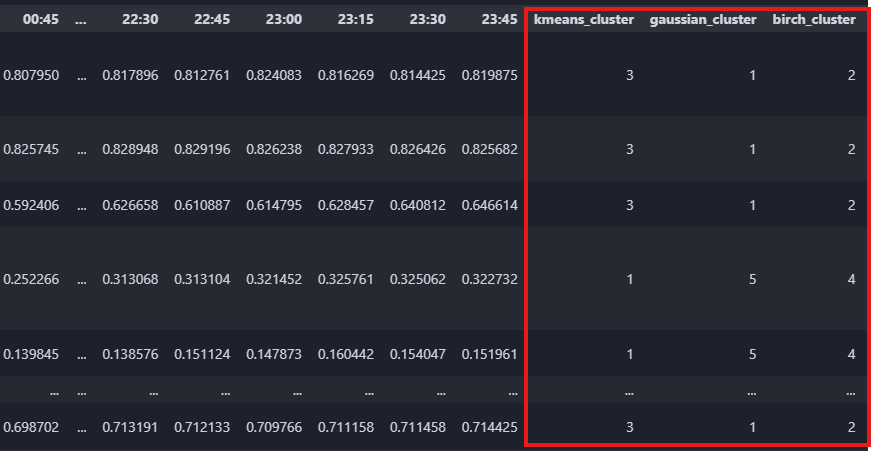 00:45 ... 22:30 22:45 23:00 23:15 23:30 23:45 kmeans_cluster gaussian_cluster birch_cluster
0.807950 ... 0.817896 0.812761 0.824083 0.816269 0.814425 0.819875 3 1 2
0.825745 ... 0.828948 0.829196 0.826238 0.827933 0.826426 0.825682 3 1 2
0.592406 ... 0.626658 0.610887 0.614795 0.628457 0.640812 0.646614 3 1 2
0.252266 ... 0.313068 0.313104 0.321452 0.325761 0.325062 0.322732 1 5 4
0.139845 ... 0.138576 0.151124 0.147873 0.160442 0.154047 0.151961 1 5 4
... ... ... ... ... ... ... ... ... ... ...
0.698702 ... 0.713191 0.712133 0.709766 0.711158 0.711458 0.714425 3 1 2